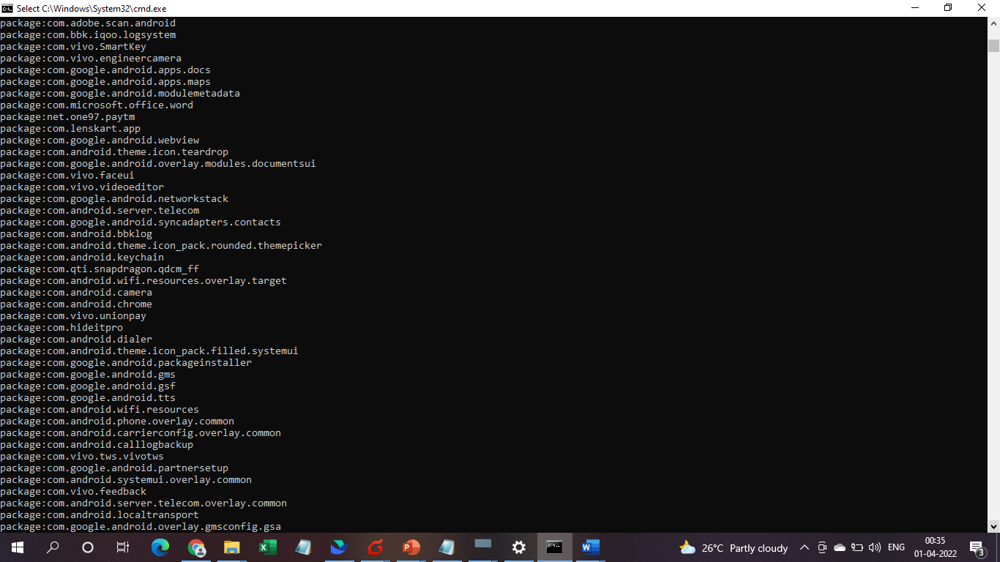 Select C:\Windows\System32\cmd.exe
package:com.adobe.scan.android
package:com.bbk.iqoo.logsystem
package:com.vivo.SmartKey
package:com.vivo.engineercamera
package:com.google.android.apps.docs
package:com.google.android.apps.maps
package:com.google.android.modulemetadata
package:com.microsoft.office.word
package:net.one97.paytm
package:com.lenskart.app
package:com.google.android.webview
package:com.android.theme.icon.teardrop
package:com.google.android.overlay.modules.documentsui
package:com.vivo.faceui
package:com.vivo.videoeditor
package:com.google.android.networkstack
package:com.android.server.telecom
package:com.google.android.syncadapters.contacts
package:com.android.bbklog
package:com.android.theme.icon_pack.rounded.themepicker
package:com.android.keychain
package:com.qti.snapdragon.qdcm_ff
package:com.android.wifi.resources.overlay.target
package:com.android.camera
package:com.android.chrome
package:com.vivo.unionpay
package:com.hideitpro
package:com.android.dialer
package:com.android.theme.icon_pack.filled.systemui
package:com.google.android.packageinstaller
package:com.google.android.gms
package:com.google.android.gsf
package:com.google.android.tts
package:com.android.wifi.resources
package:com.android.phone.overlay.common
package:com.android.carrierconfig.overlay.common
package:com.android.calllogbackup
package:com.vivo.tws.vivotws
package:com.google.android.partnersetup
package:com.android.systemui.overlay.common
package:com.vivo.feedback
package:com.android.server.telecom.overlay.common
package:com.android.localtransport
package:com.google.android.overlay.gmsconfig.gsa
26°C Partly cloudy
ENG
00:35
01-04-2022
3